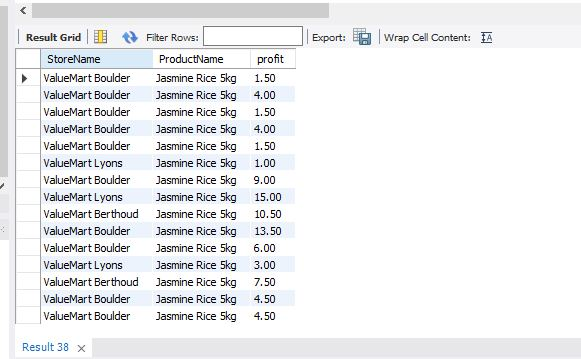 Result Grid Filter Rows: Export: Wrap Cell Content:
StoreName ProductName profit
ValueMart Boulder Jasmine Rice 5kg 1.50
ValueMart Boulder Jasmine Rice 5kg 4.00
ValueMart Boulder Jasmine Rice 5kg 1.50
ValueMart Boulder Jasmine Rice 5kg 4.00
ValueMart Boulder Jasmine Rice 5kg 1.50
ValueMart Lyons Jasmine Rice 5kg 1.00
ValueMart Boulder Jasmine Rice 5kg 9.00
ValueMart Lyons Jasmine Rice 5kg 15.00
ValueMart Berthoud Jasmine Rice 5kg 10.50
ValueMart Boulder Jasmine Rice 5kg 13.50
ValueMart Boulder Jasmine Rice 5kg 6.00
ValueMart Lyons Jasmine Rice 5kg 3.00
ValueMart Berthoud Jasmine Rice 5kg 7.50
ValueMart Boulder Jasmine Rice 5kg 4.50
ValueMart Boulder Jasmine Rice 5kg 4.50
Result 38